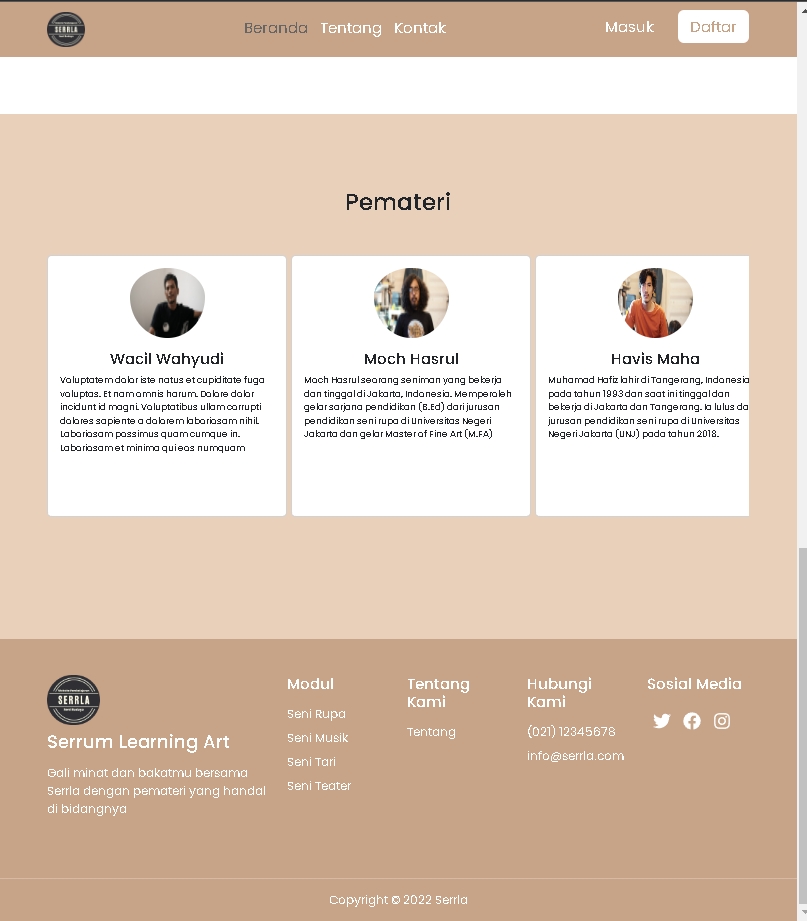 SERRLA
Beranda Tentang Kontak
Masuk
Daftar
Pemateri
Wacil Wahyudi
Voluptatem dolor iste natus et cupiditate fuga
voluptas. Et nam omnis harum. Dolore dolor
incidunt id magni. Voluptatibus ullam corrupti
dolores sapiente a dolorem laboriosam nihil.
Laboriosam possimus quam cumque in.
Laboriosam et minima qui eos numquam
Moch Hasrul
Moch Hasrul seorang seniman yang bekerja
dan tinggal di Jakarta, Indonesia. Memperoleh
gelar sarjana pendidikan (B.Ed) dari jurusan
pendidikan seni rupa di Universitas Negeri
Jakarta dan gelar Master of Fine Art (M.FA)
Havis Maha
Muhamad Hafiz lahir di Tangerang, Indonesia
pada tahun 1993 dan saat ini tinggal dan
bekerja di Jakarta dan Tangerang. Ia lulus da
jurusan pendidikan seni rupa di Universitas
Negeri Jakarta (UNJ) pada tahun 2018.
SERRLA
Serrum Learning Art
Gali minat dan bakatmu bersama
Serrla dengan pemateri yang handal
di bidangnya
Modul
Seni Rupa
Seni Musik
Seni Tari
Seni Teater
Tentang
Kami
Tentang
Hubungi
Kami
(021) 12345678
info@serrla.com
Sosial Media
Copyright © 2022 Serrla